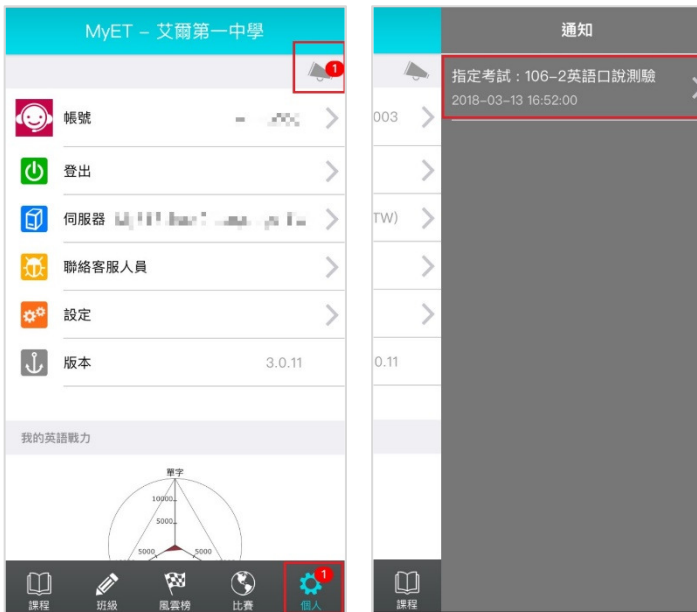 MyET – 艾爾第一中學
1
帳號
登出
伺服器
聯絡客服人員
設定
版本 3.0.11
我的英語戰力
單字
10000
5000
5000 5000
課程 班級 風雲榜 比賽 個人 1
通知
指定考試:106-2英語口說測驗
2018-03-13 16:52:00
003
TW)
0.11
課程